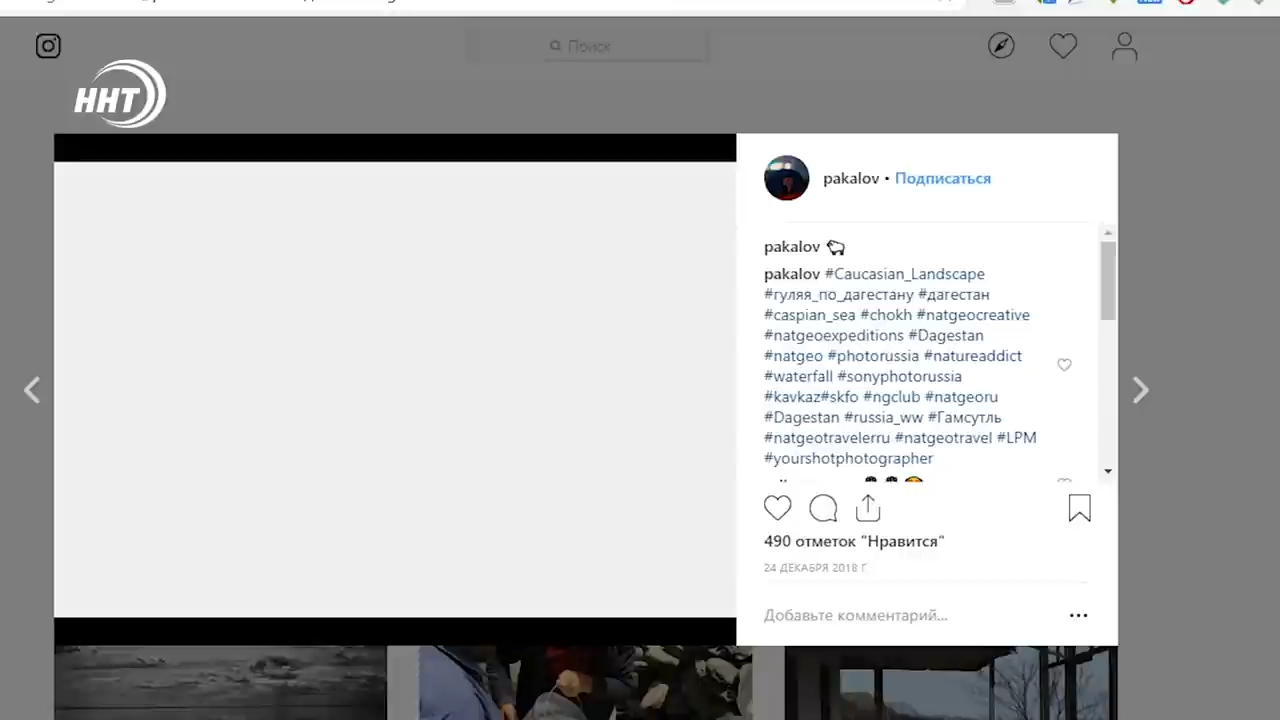 Поиск
ННТ
pakalov • Подписаться
pakalov
pakalov #Caucasian_Landscape
#гуляя_по_дагестану #дагестан
#caspian_sea #chokh #natgeocreative
#natgeoexpeditions #Dagestan
#natgeo #photorussia #natureaddict
#waterfall #sonyphotorussia
#kavkaz#skfo #ngclub #natgeoru
#Dagestan #russia_ww #Гамсутль
#natgeotravelerru #natgeotravel #LPM
#yourshotphotographer
490 отметок "Нравится"
24 ДЕКАБРЯ 2018 Г.
Добавьте комментарий...